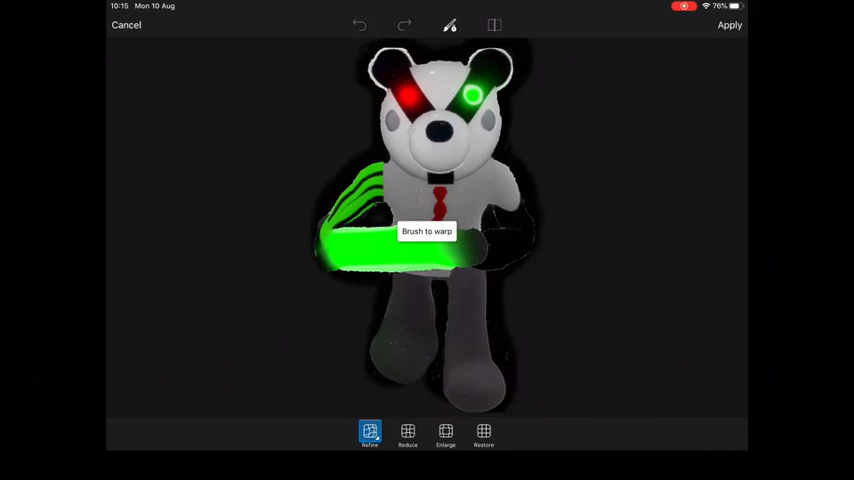 10:15 Mon 10 Aug 76%
Cancel Apply
Brush to warp
Refine Reduce Enlarge Restore